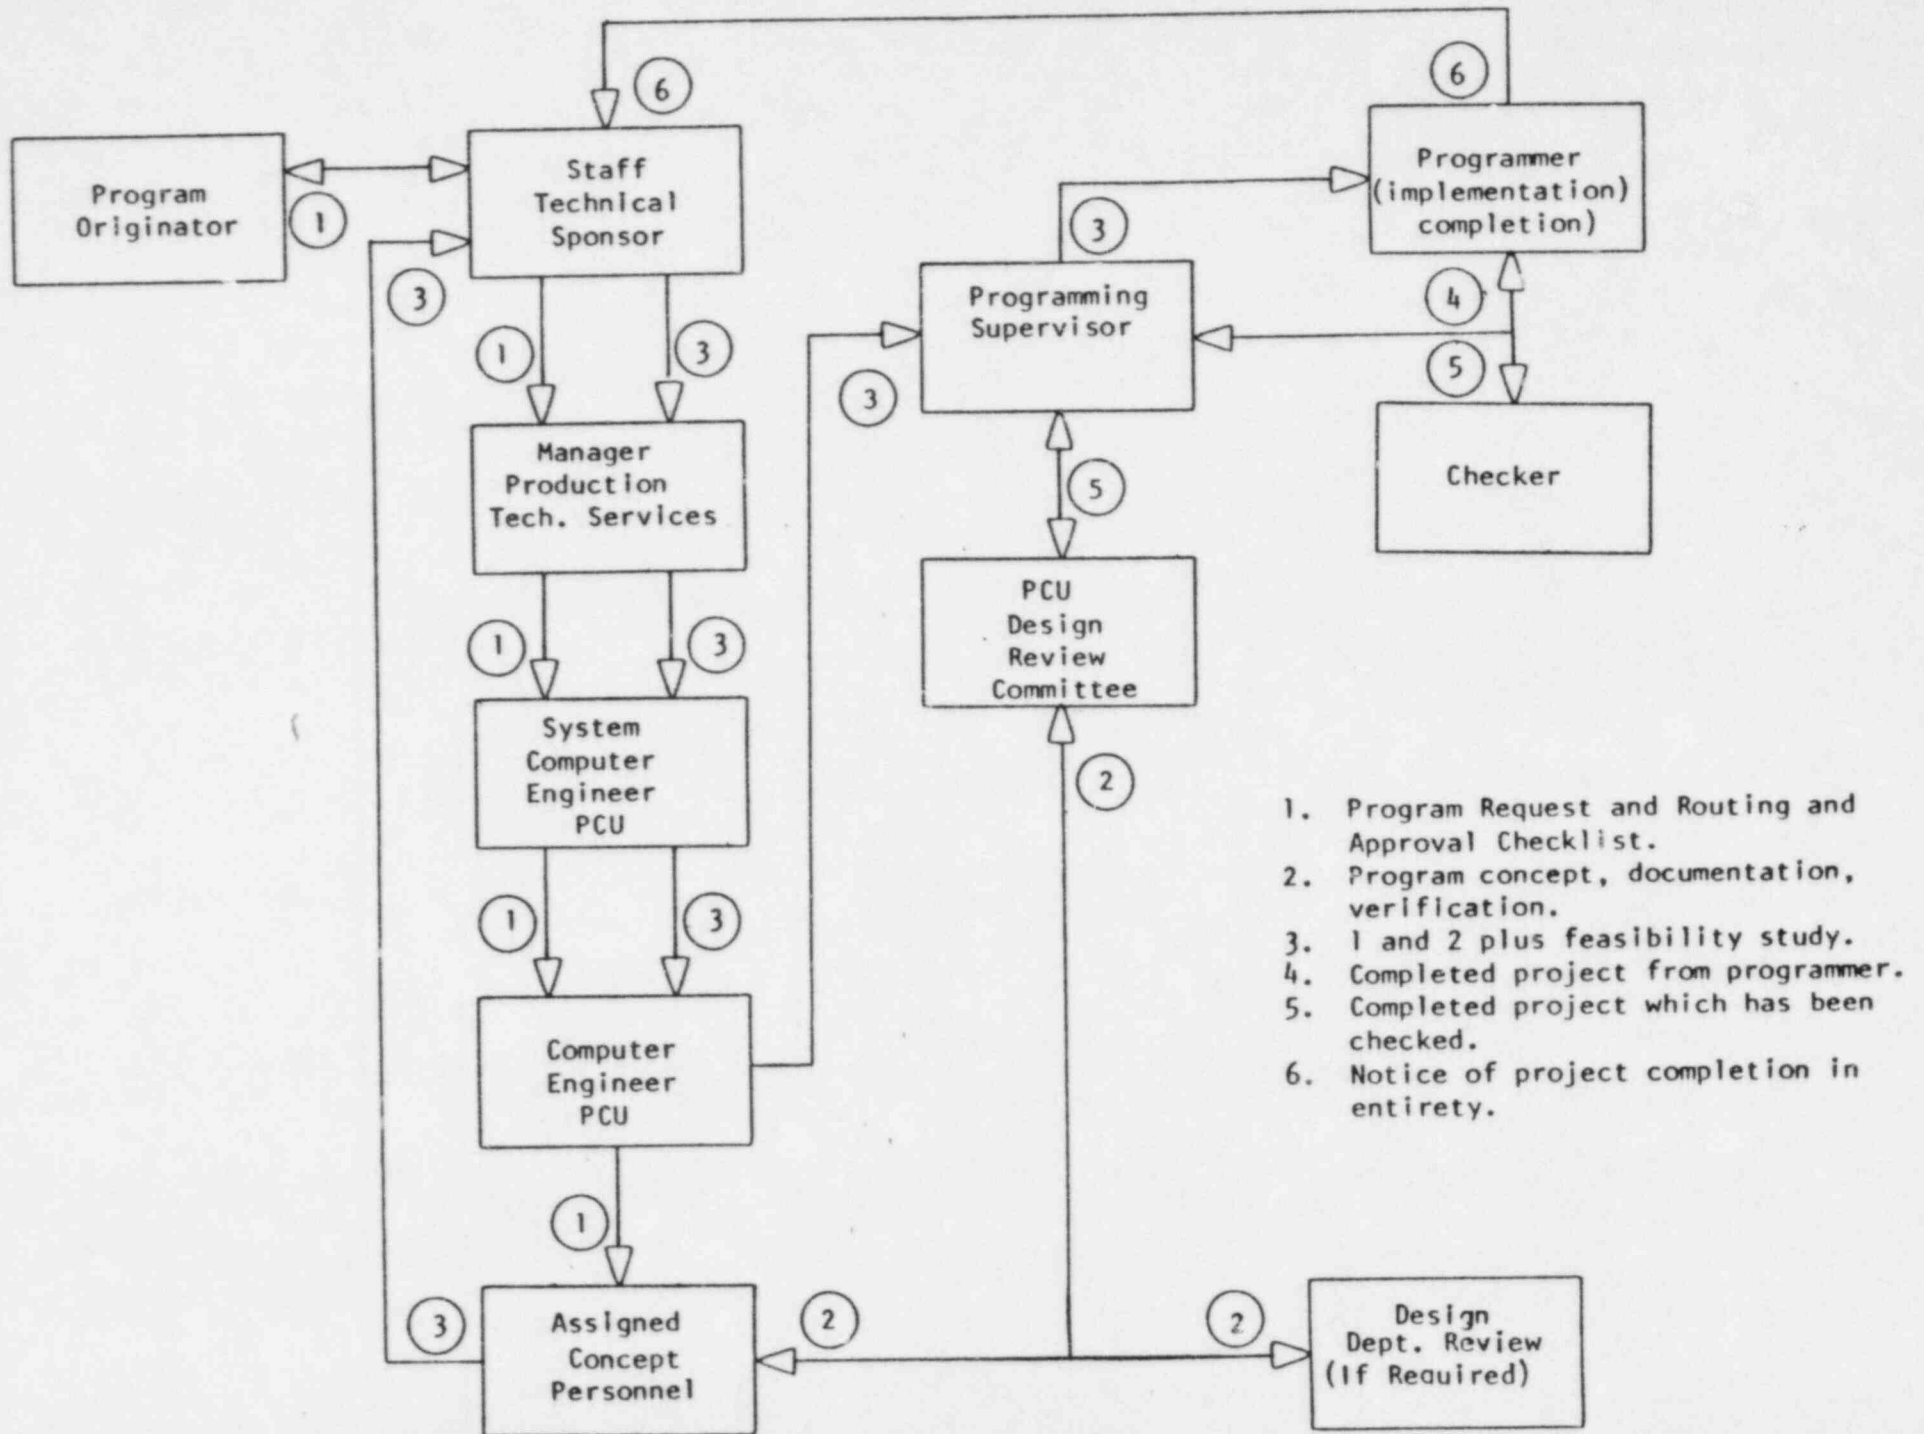 6
6
Program
Originator
1
Staff
Technical
Sponsor
Programmer
(implementation)
completion)
3
3
Programming
Supervisor
4
1
3
3
5
Manager
Production
Tech. Services
Checker
5
1
3
PCU
Design
Review
Committee
System
Computer
Engineer
PCU
2
1
3
1. Program Request and Routing and
Approval Checklist.
2. Program concept, documentation,
verification.
3. 1 and 2 plus feasibility study.
4. Completed project from programmer.
5. Completed project which has been
checked.
6. Notice of project completion in
entirety.
Computer
Engineer
PCU
1
3
Assigned
Concept
Personnel
2
2
Design
Dept. Review
(If Required)